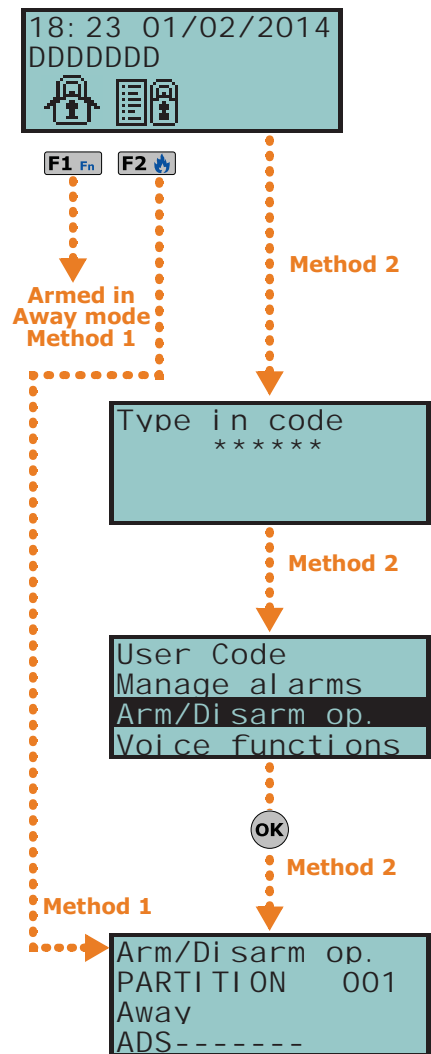 18:23 01/02/2014
DDDDDDD
F1 Fn F2
Method 2
Armed in
Away mode
Method 1
Type in code
******
Method 2
User Code
Manage alarms
Arm/Disarm op.
Voice functions
OK
Method 2
Method 1
Arm/Disarm op.
PARTITION 001
Away
ADS-------